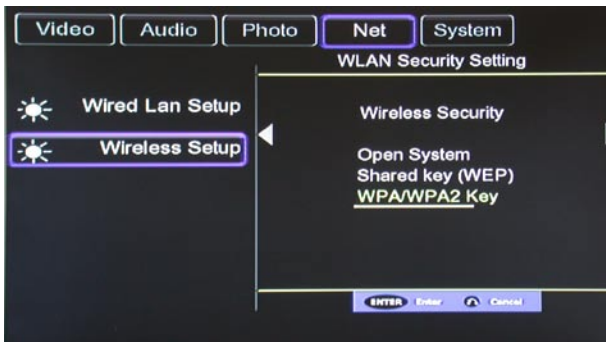 Video Audio Photo Net System
WLAN Security Setting
Wired Lan Setup
Wireless Setup
Wireless Security
Open System
Shared key (WEP)
WPA/WPA2 Key
ENTER Enter Cancel